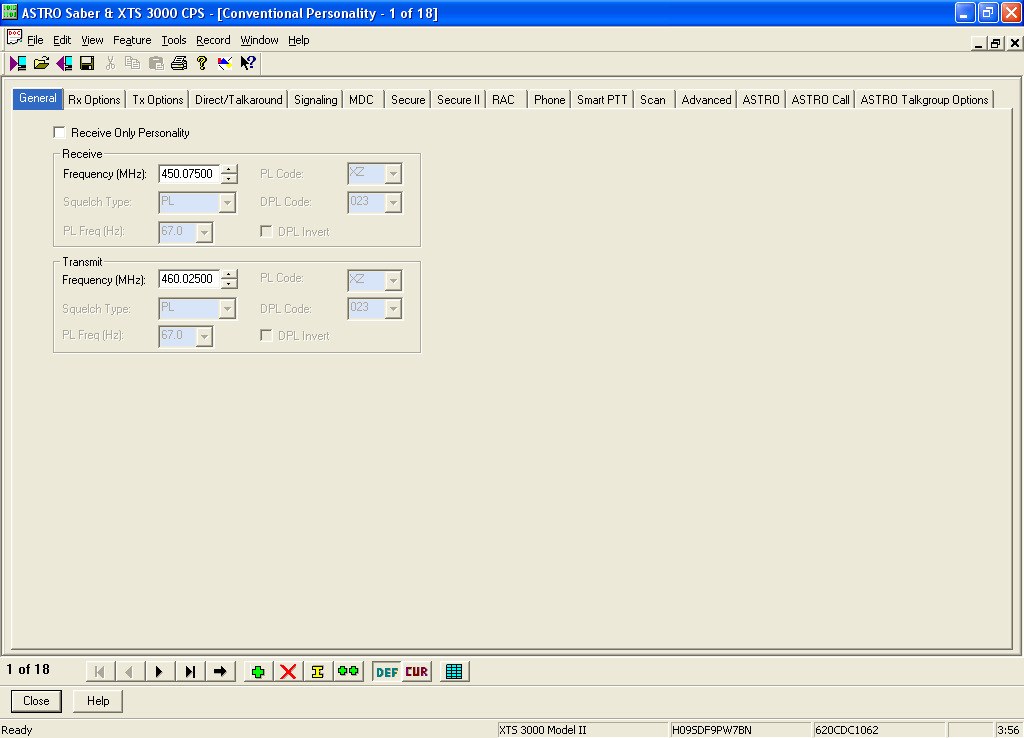 ASTRO Saber & XTS 3000 CPS - [Conventional Personality - 1 of 18]
File Edit View Feature Tools Record Window Help
General Rx Options Tx Options Direct/Talkaround Signaling MDC Secure Secure II RAC Phone Smart PTT Scan Advanced ASTRO ASTRO Call ASTRO Talkgroup Options
Receive Only Personality
Receive
Frequency (MHz): 450.07500 PL Code: XZ
Squelch Type: PL DPL Code: 023
PL Freq (Hz): 67.0 DPL Invert
Transmit
Frequency (MHz): 460.02500 PL Code: XZ
Squelch Type: PL DPL Code: 023
PL Freq (Hz): 67.0 DPL Invert
1 of 18 DEF CUR
Close Help
Ready XTS 3000 Model II H09SDF9PW7BN 620CDC1062 3:56